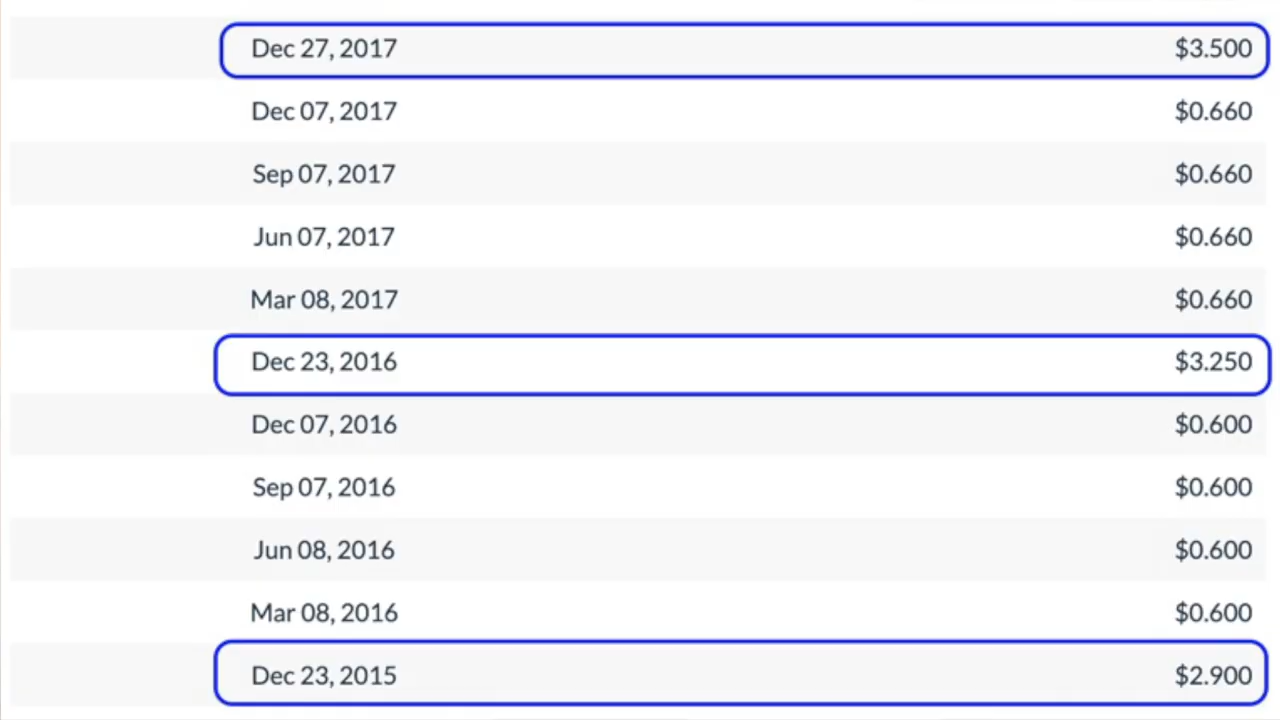 Dec 27, 2017 $3.500
Dec 07, 2017 $0.660
Sep 07, 2017 $0.660
Jun 07, 2017 $0.660
Mar 08, 2017 $0.660
Dec 23, 2016 $3.250
Dec 07, 2016 $0.600
Sep 07, 2016 $0.600
Jun 08, 2016 $0.600
Mar 08, 2016 $0.600
Dec 23, 2015 $2.900